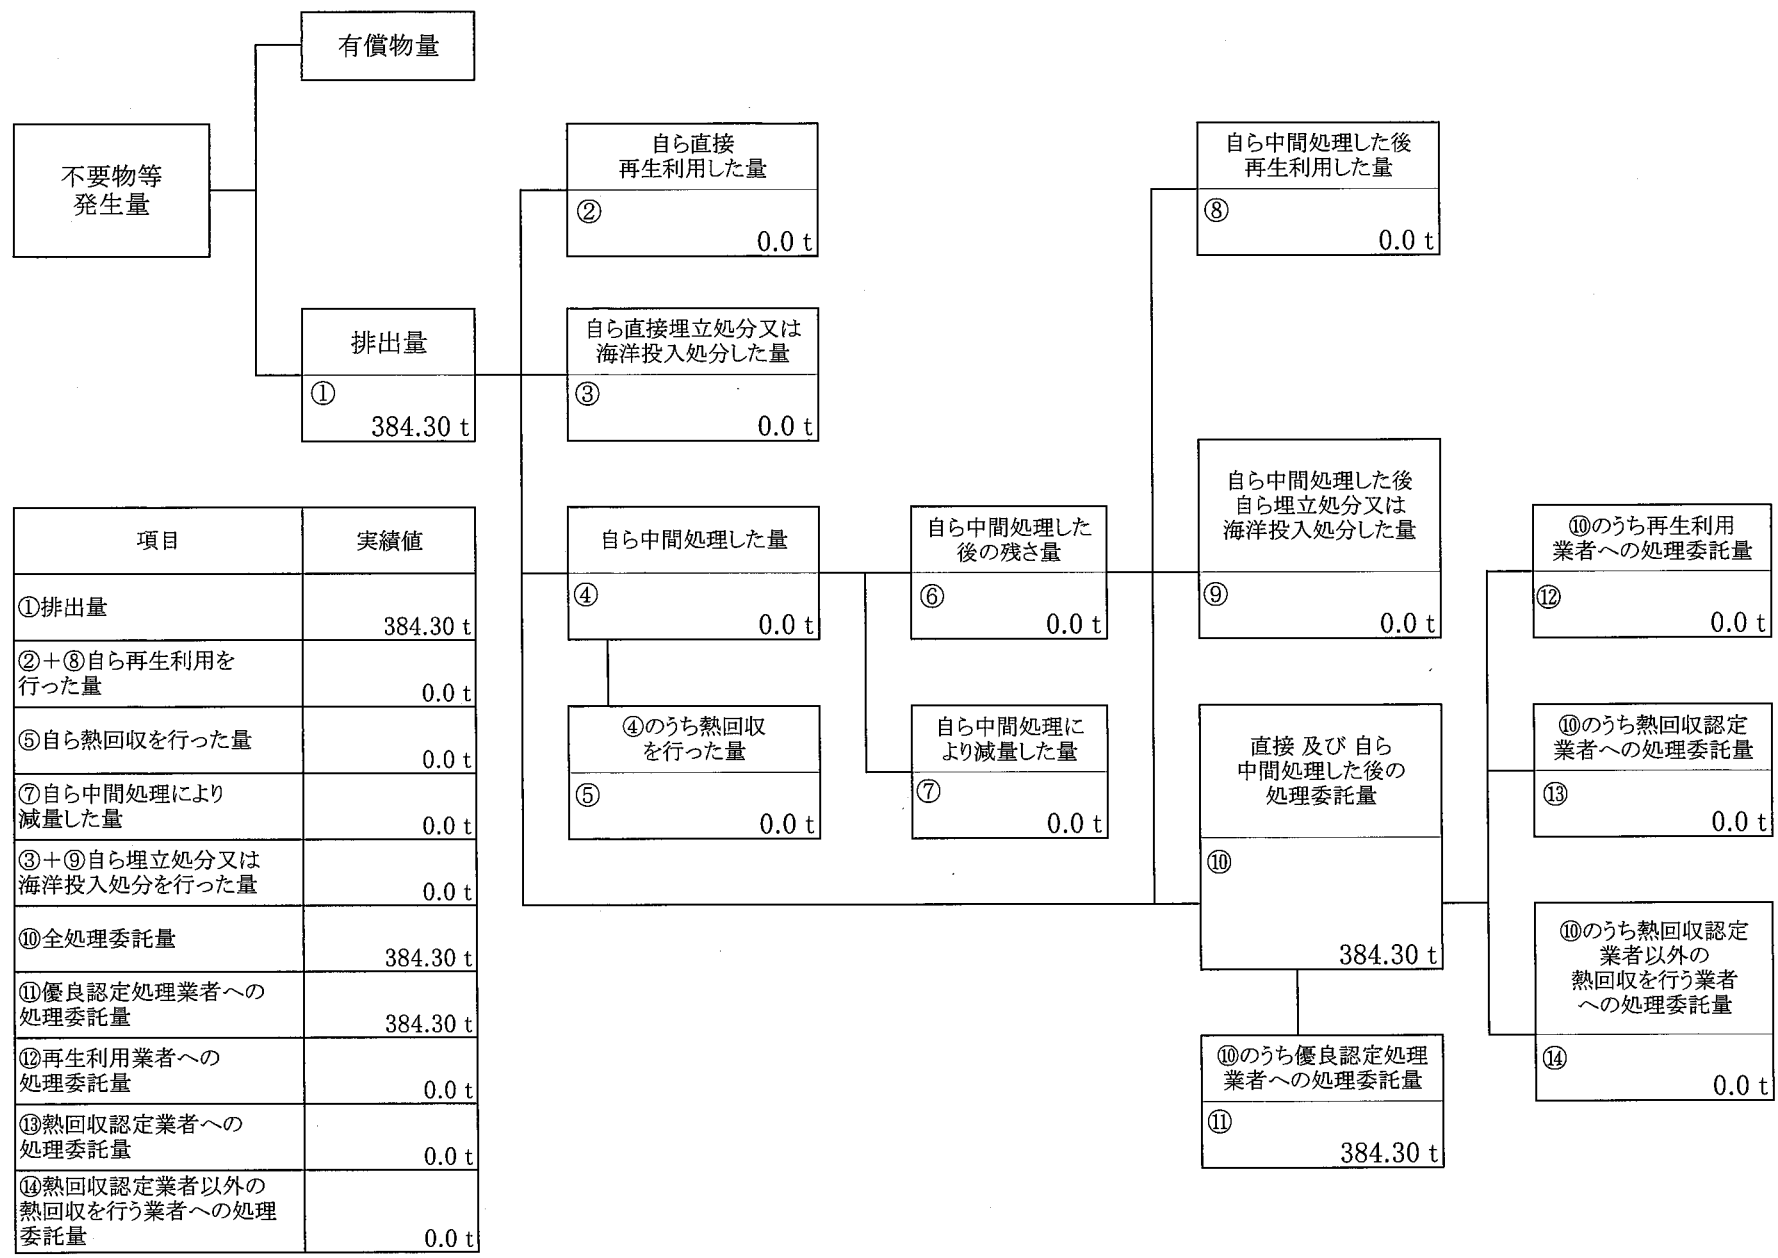 有償物量
不要物等
発生量
排出量
①
384.30 t
自ら直接
再生利用した量
②
0.0 t
自ら直接埋立処分又は
海洋投入処分した量
③
0.0 t
自ら中間処理した量
④
0.0 t
④のうち熱回収
を行った量
⑤
0.0 t
自ら中間処理した
後の残さ量
⑥
0.0 t
自ら中間処理に
より減量した量
⑦
0.0 t
自ら中間処理した後
再生利用した量
⑧
0.0 t
自ら中間処理した後
自ら埋立処分又は
海洋投入処分した量
⑨
0.0 t
直接 及び 自ら
中間処理した後の
処理委託量
⑩
384.30 t
⑩のうち優良認定処理
業者への処理委託量
⑪
384.30 t
⑩のうち再生利用
業者への処理委託量
⑫
0.0 t
⑩のうち熱回収認定
業者への処理委託量
⑬
0.0 t
⑩のうち熱回収認定
業者以外の
熱回収を行う業者
への処理委託量
⑭
0.0 t
項目 実績値
①排出量
384.30 t
②+⑧自ら再生利用を
行った量
0.0 t
⑤自ら熱回収を行った量
0.0 t
⑦自ら中間処理により
減量した量
0.0 t
③+⑨自ら埋立処分又は
海洋投入処分を行った量
0.0 t
⑩全処理委託量
384.30 t
⑪優良認定処理業者への
処理委託量
384.30 t
⑫再生利用業者への
処理委託量
0.0 t
⑬熱回収認定業者への
処理委託量
0.0 t
⑭熱回収認定業者以外の
熱回収を行う業者への処理
委託量
0.0 t